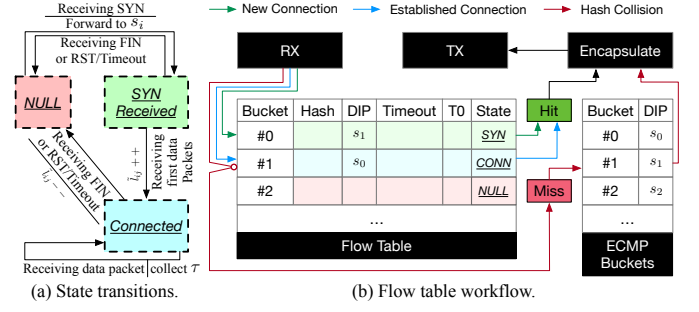 Receiving SYN
Forward to s_i
Receiving FIN
or RST/Timeout
NULL
SYN
Received
Receiving FIN
or RST/Timeout
l̃_ij − −
l̃_ij + +
Receiving
first data
Packets
Connected
Receiving data packet collect τ
(a) State transitions.
New Connection Established Connection Hash Collision
RX TX Encapsulate
Bucket Hash DIP Timeout T0 State
#0 s_1 SYN
#1 s_0 CONN
#2 NULL
...
Flow Table
Hit
Miss
Bucket DIP
#0 s_0
#1 s_1
#2 s_2
...
ECMP
Buckets
(b) Flow table workflow.